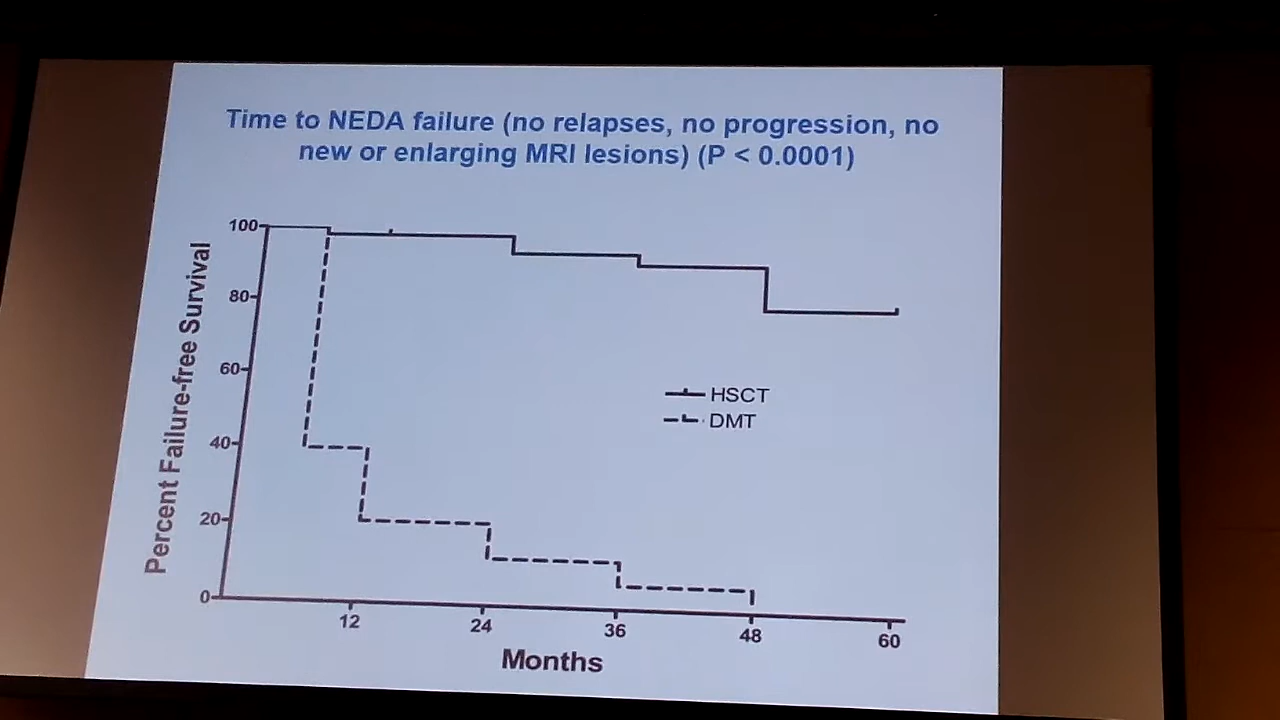 Time to NEDA failure (no relapses, no progression, no
new or enlarging MRI lesions) (P < 0.0001)
Percent Failure-free Survival
100
80
60
40
20
0
HSCT
DMT
12
24
36
48
60
Months